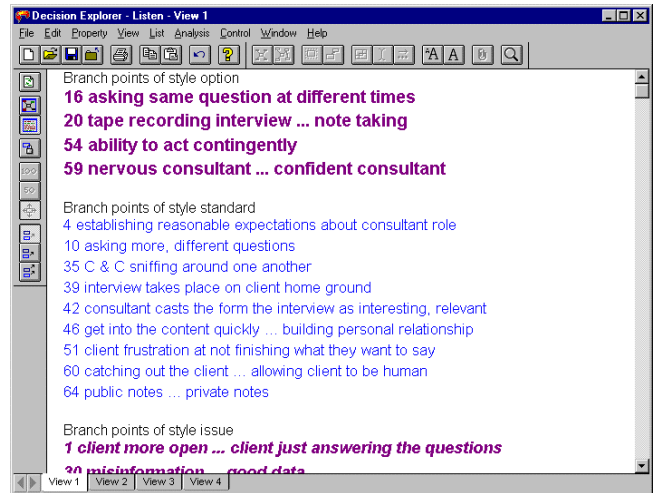 Decision Explorer - Listen - View 1
File Edit Property View List Analysis Control Window Help
Branch points of style option
16 asking same question at different times
20 tape recording interview ... note taking
54 ability to act contingently
59 nervous consultant ... confident consultant
Branch points of style standard
4 establishing reasonable expectations about consultant role
10 asking more, different questions
35 C & C sniffing around one another
39 interview takes place on client home ground
42 consultant casts the form the interview as interesting, relevant
46 get into the content quickly ... building personal relationship
51 client frustration at not finishing what they want to say
60 catching out the client ... allowing client to be human
64 public notes ... private notes
Branch points of style issue
1 client more open ... client just answering the questions
30 misinformation ... good data
View 1 View 2 View 3 View 4
100
50
A A